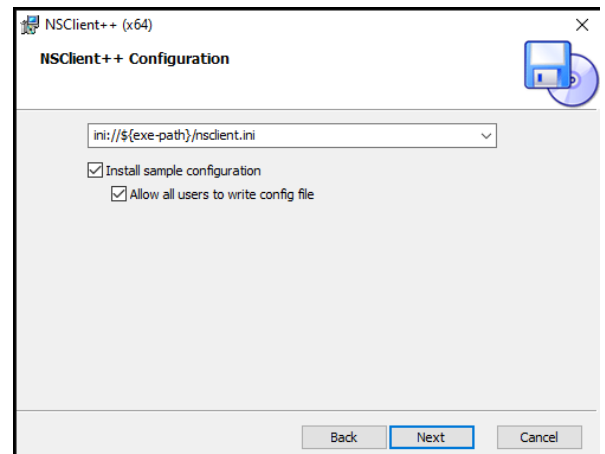 NSClient++ (x64)
NSClient++ Configuration
ini://${exe-path}/nsclient.ini
Install sample configuration
Allow all users to write config file
Back Next Cancel